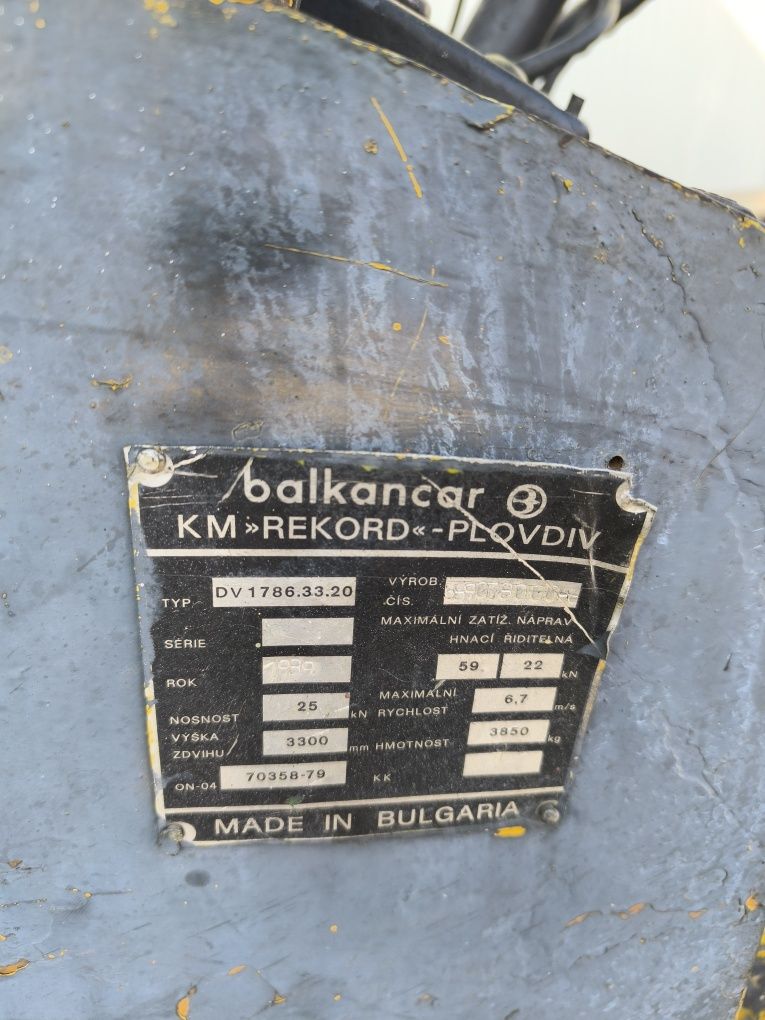 balkancar
KM »REKORD«-PLOVDIV
TYP DV 1786.33.20
VÝROB. ČÍS.
SÉRIE
MAXIMÁLNÍ ZATÍŽ. NÁPRAV
HNACÍ ŘIDITELNÁ
59 22 kN
ROK 1989
NOSNOST 25 kN
MAXIMÁLNÍ RYCHLOST 6,7 m/s
VÝŠKA ZDVIHU 3300 mm
HMOTNOST 3850 kg
ON-04 70358-79
KK
MADE IN BULGARIA